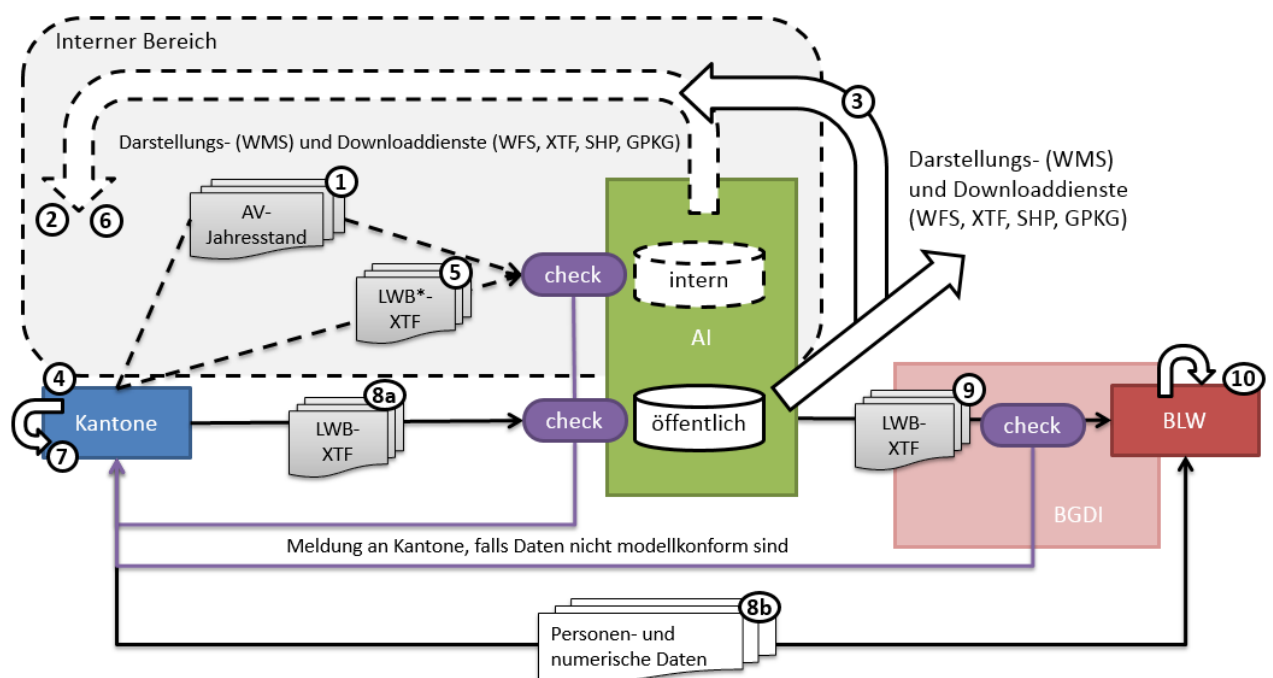 Interner Bereich
3
Darstellungs- (WMS) und Downloaddienste (WFS, XTF, SHP, GPKG)
Darstellungs- (WMS)
und Downloaddienste
(WFS, XTF, SHP, GPKG)
1
AV-
Jahresstand
2
6
5
LWB*-
XTF
check
intern
AI
4
Kantone
7
8a
LWB-
XTF
check
öffentlich
9
LWB-
XTF
check
10
BLW
BGDI
Meldung an Kantone, falls Daten nicht modellkonform sind
8b
Personen- und
numerische Daten